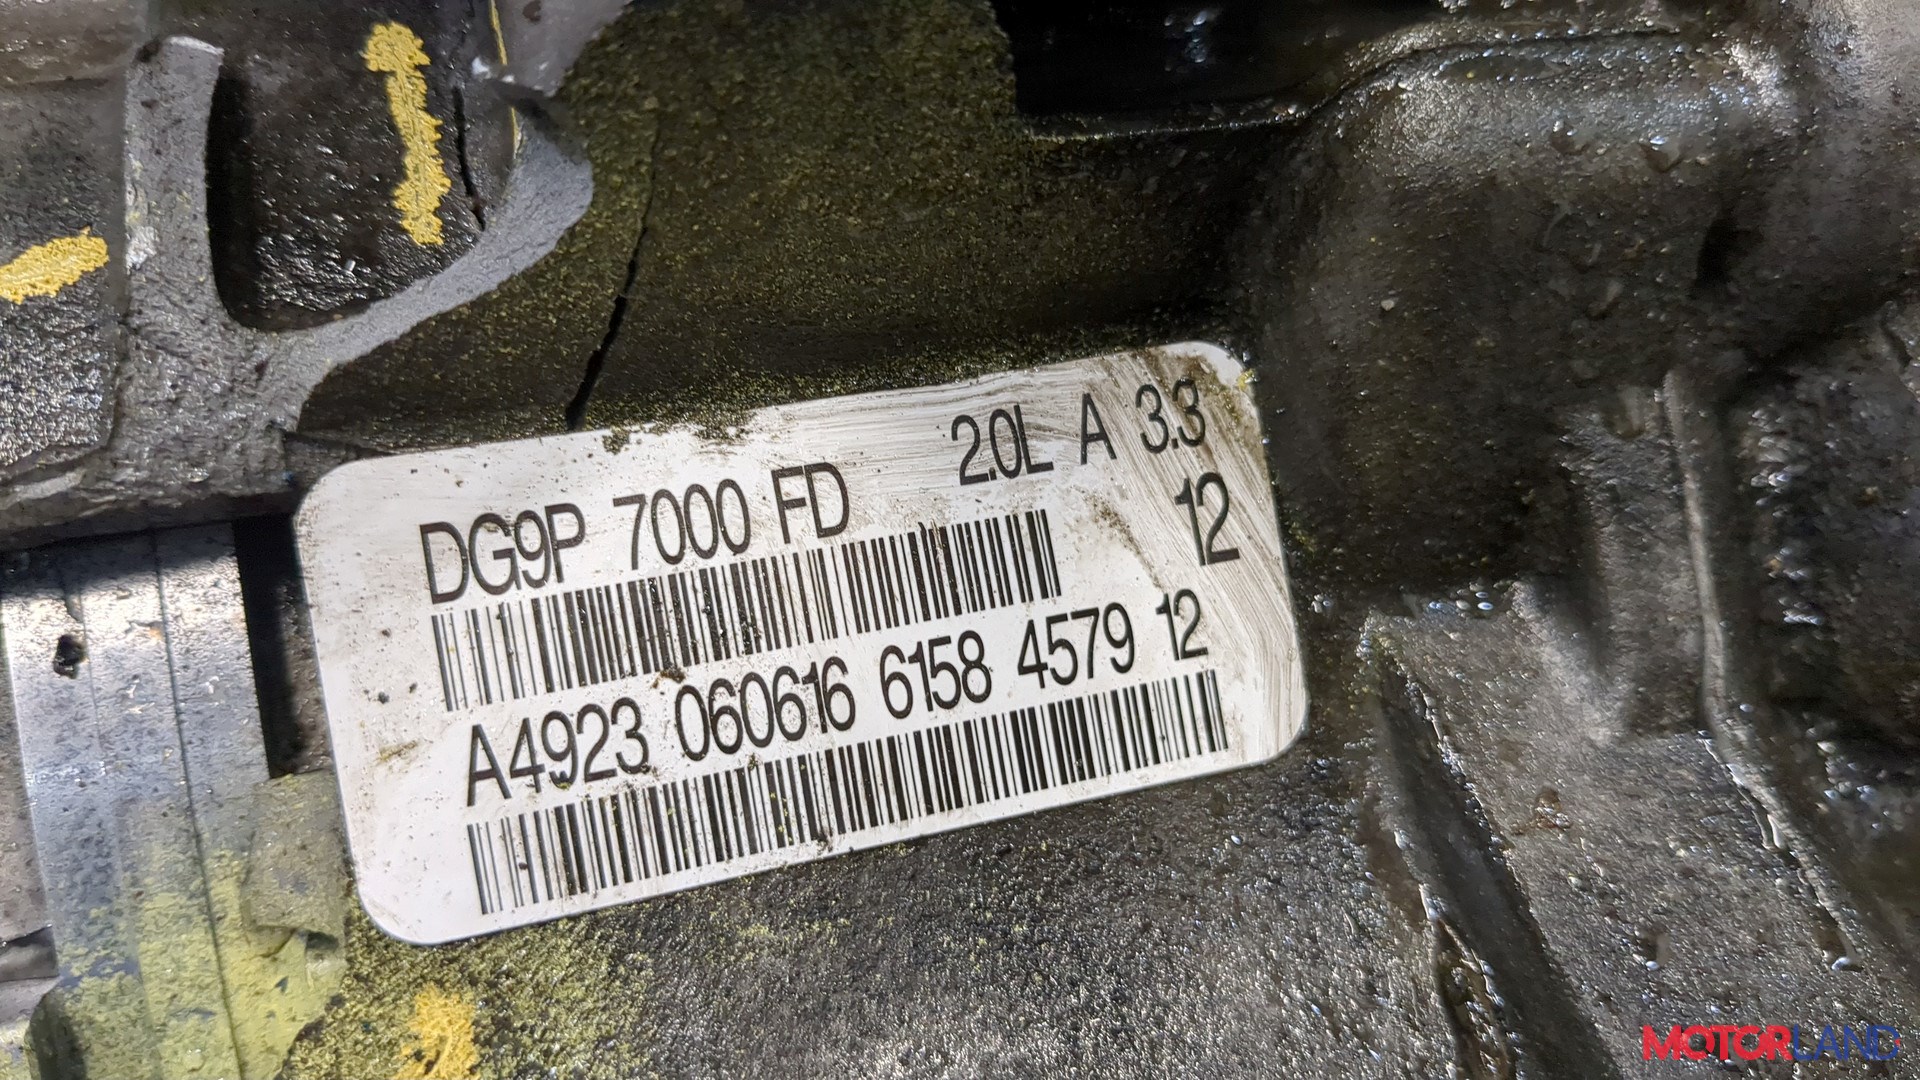 DG9P 7000 FD 2.0L A 3.3
12
A4923 060616 6158 4579 12
MOTORLAND